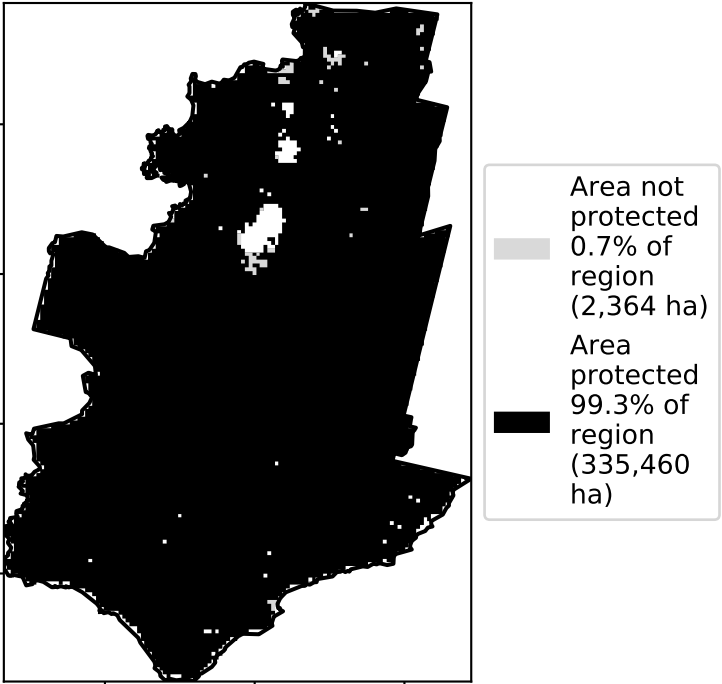 Area not
protected
0.7% of
region
(2,364 ha)
Area
protected
99.3% of
region
(335,460
ha)